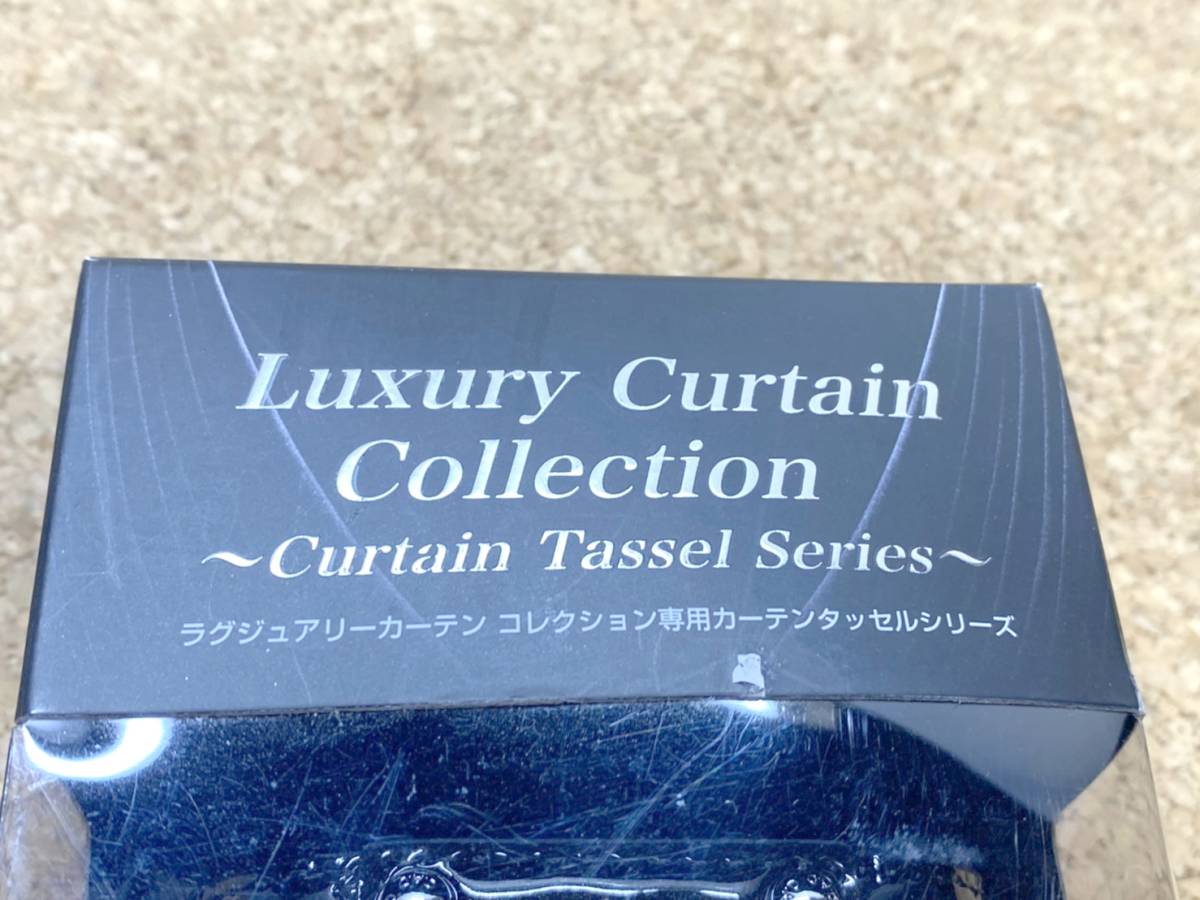 Luxury Curtain
Collection
～Curtain Tassel Series～
ラグジュアリーカーテン コレクション専用カーテンタッセルシリーズ